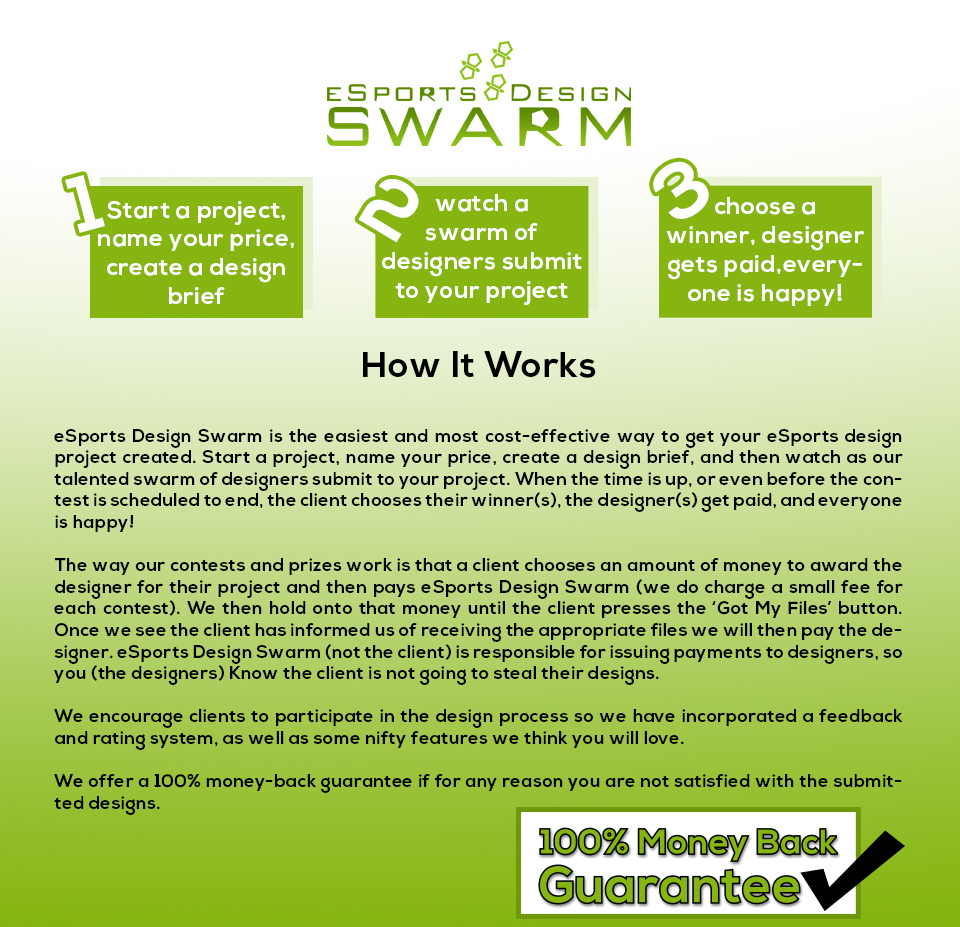 eSports Design
Swarm
1
Start a project,
name your price,
create a design
brief
2
watch a
swarm of
designers submit
to your project
3
choose a
winner, designer
gets paid,every-
one is happy!
How It Works
eSports Design Swarm is the easiest and most cost-effective way to get your eSports design
project created. Start a project, name your price, create a design brief, and then watch as our
talented swarm of designers submit to your project. When the time is up, or even before the con-
test is scheduled to end, the client chooses their winner(s), the designer(s) get paid, and everyone
is happy!
The way our contests and prizes work is that a client chooses an amount of money to award the
designer for their project and then pays eSports Design Swarm (we do charge a small fee for
each contest). We then hold onto that money until the client presses the ‘Got My Files’ button.
Once we see the client has informed us of receiving the appropriate files we will then pay the de-
signer. eSports Design Swarm (not the client) is responsible for issuing payments to designers, so
you (the designers) Know the client is not going to steal their designs.
We encourage clients to participate in the design process so we have incorporated a feedback
and rating system, as well as some nifty features we think you will love.
We offer a 100% money-back guarantee if for any reason you are not satisfied with the submit-
ted designs.
100% Money Back
Guarantee